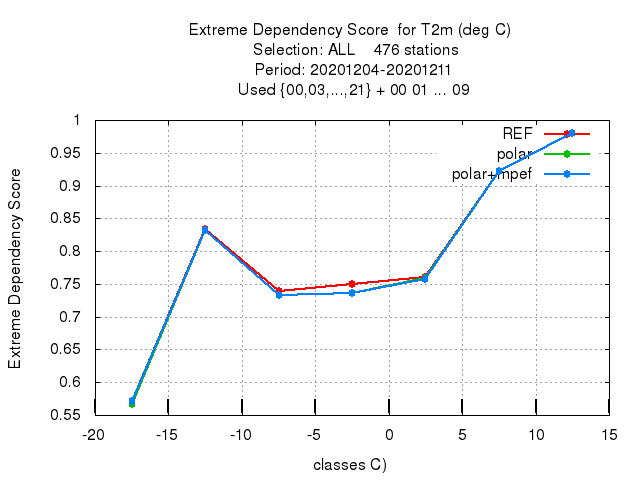 Extreme Dependency Score  for T2m (deg C)
Selection: ALL    476 stations
Period: 20201204-20201211
Used {00,03,...,21} + 00 01 ... 09
REF
polar
polar+mpef
Extreme Dependency Score
1
0.95
0.9
0.85
0.8
0.75
0.7
0.65
0.6
0.55
-20 -15 -10 -5 0 5 10 15
classes C)